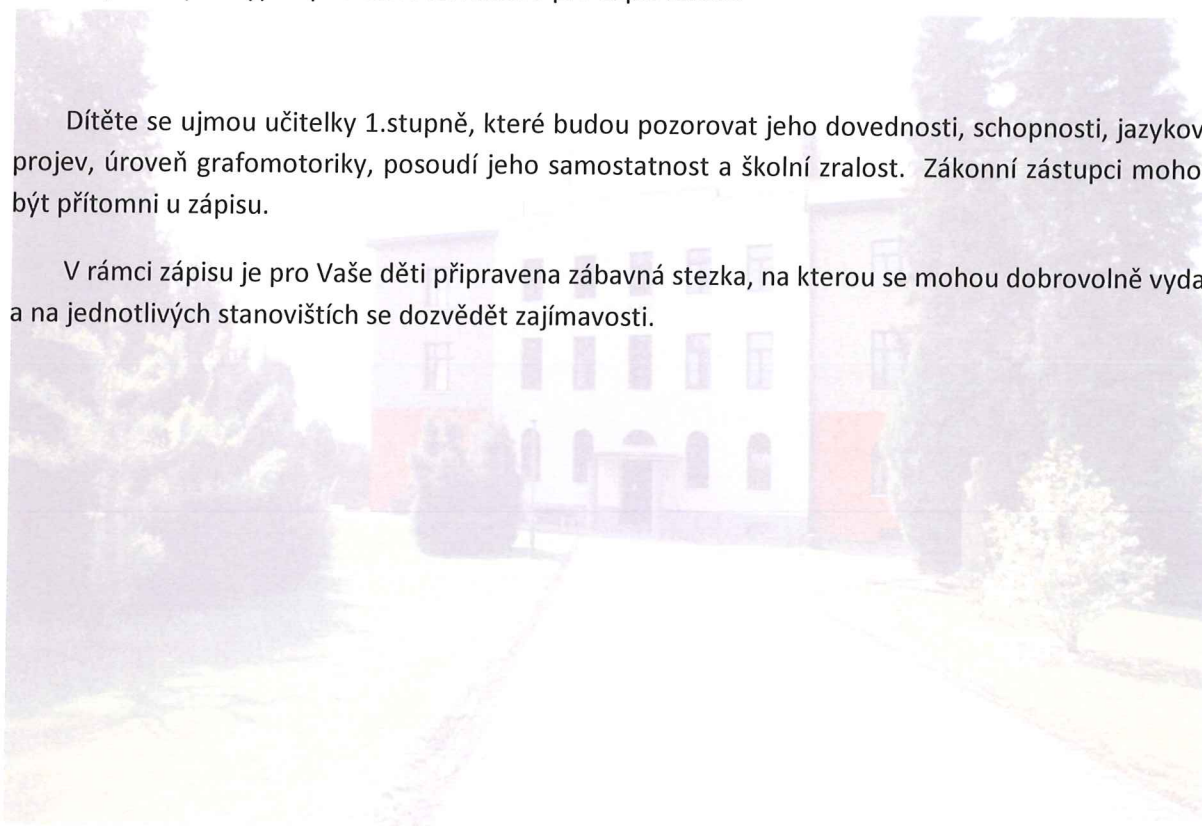 Dítěte se ujmou učitelky 1.stupně, které budou pozorovat jeho dovednosti, schopnosti, jazykov
projev, úroveň grafomotoriky, posoudí jeho samostatnost a školní zralost. Zákonní zástupci moho
být přítomni u zápisu.
V rámci zápisu je pro Vaše děti připravena zábavná stezka, na kterou se mohou dobrovolně vyda
a na jednotlivých stanovištích se dozvědět zajímavosti.